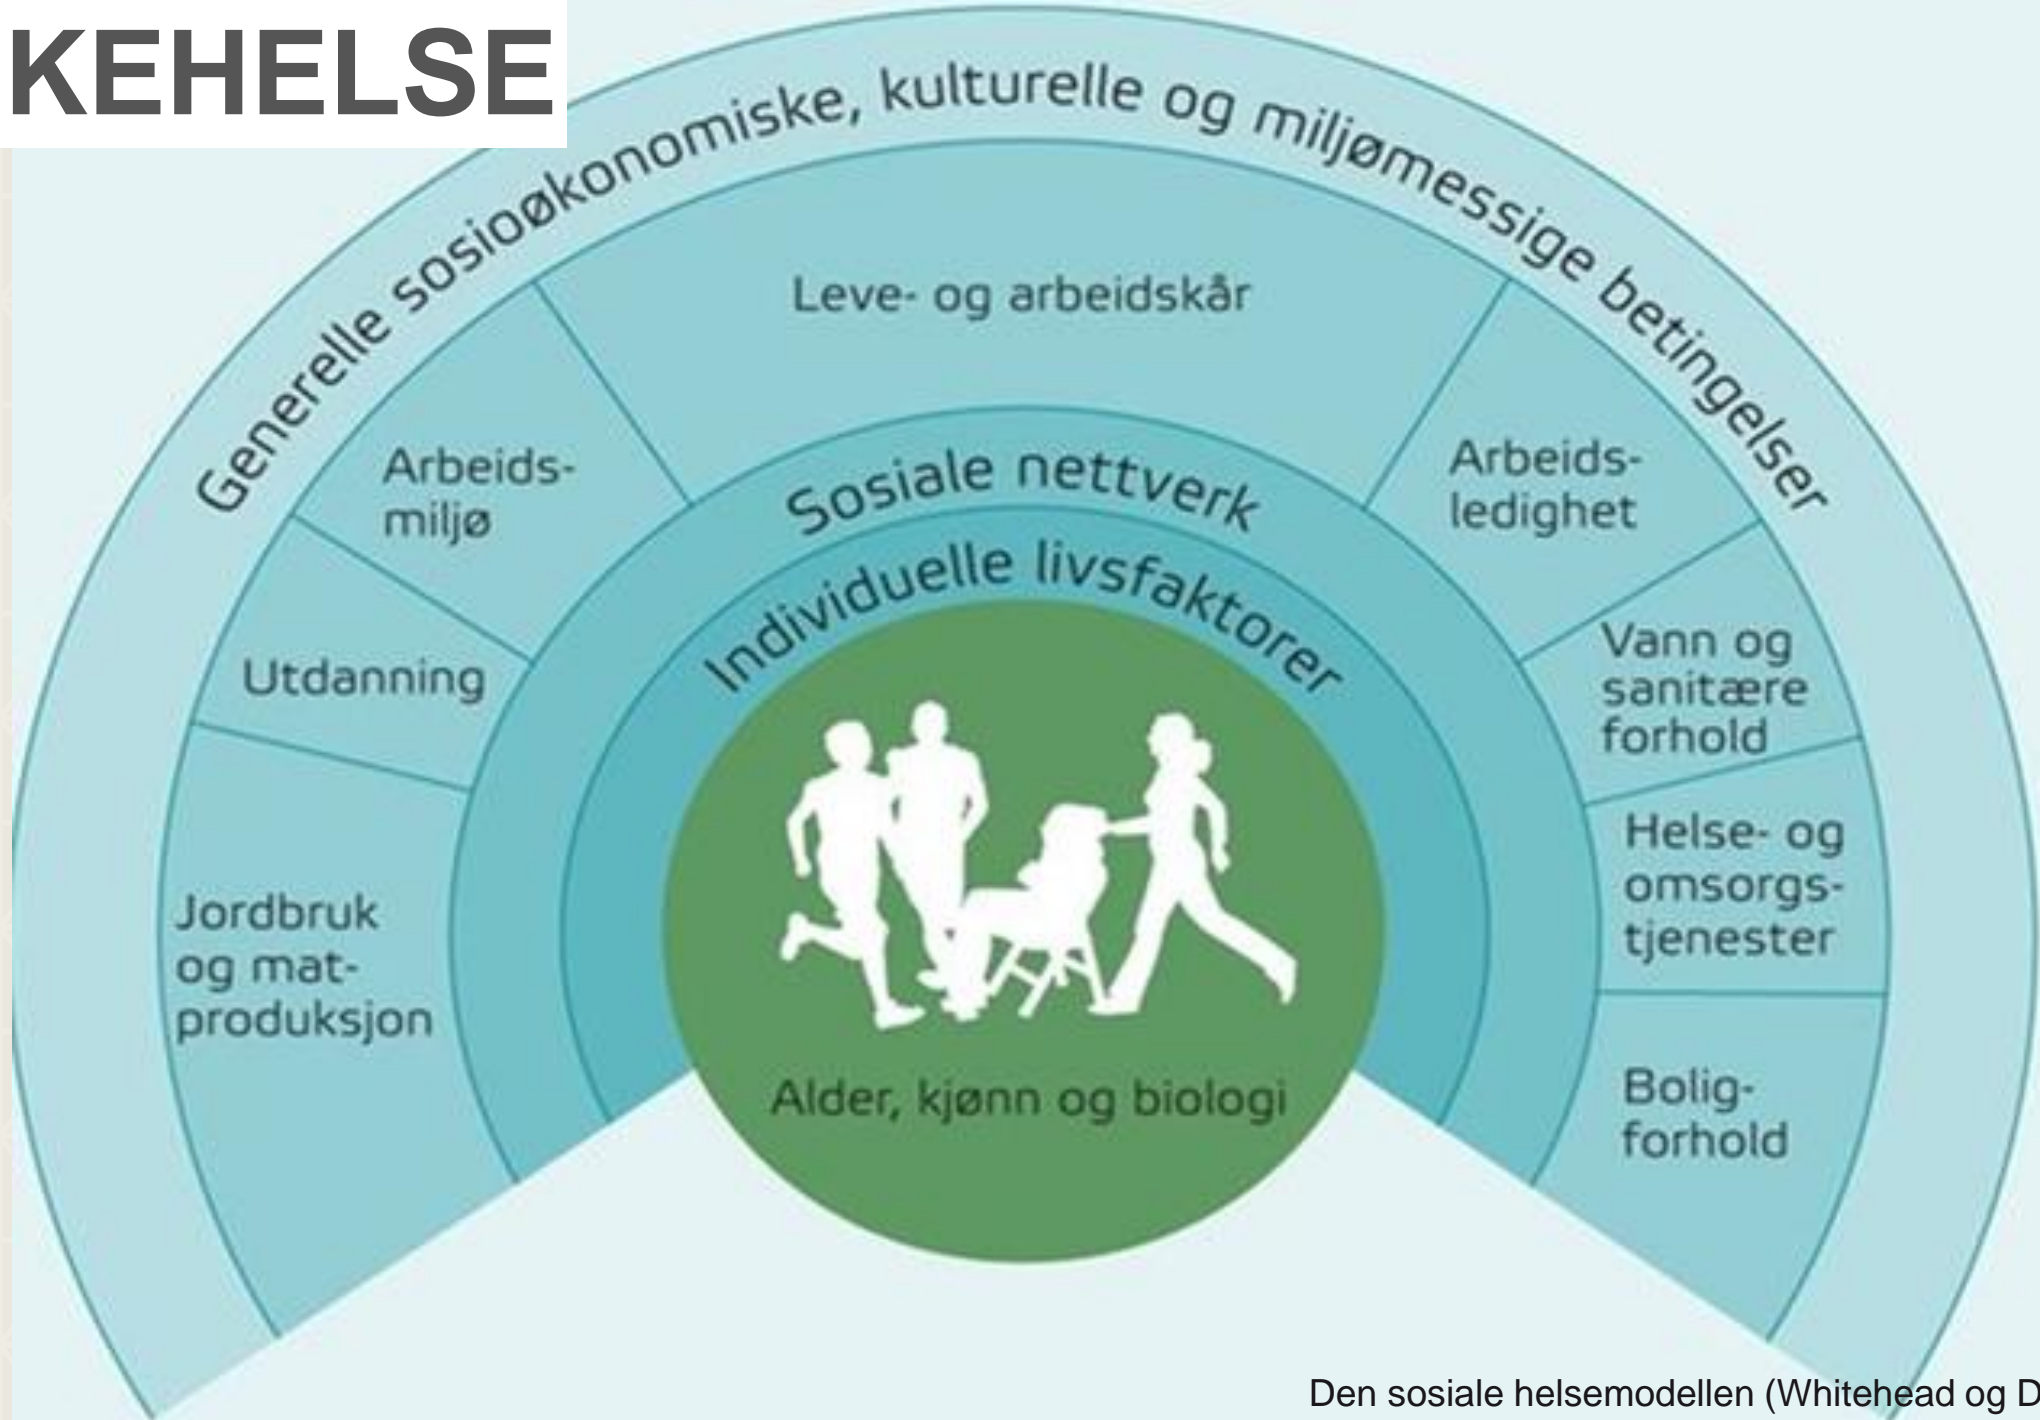 KEHELSE
Generelle sosioøkonomiske, kulturelle og miljømessige betingelser
Leve- og arbeidskår
Arbeids-
miljø
Arbeids-
ledighet
Sosiale nettverk
Individuelle livsfaktorer
Utdanning
Vann og
sanitære
forhold
Jordbruk
og mat-
produksjon
Helse- og
omsorgs-
tjenester
Alder, kjønn og biologi
Bolig-
forhold
Den sosiale helsemodellen (Whitehead og D